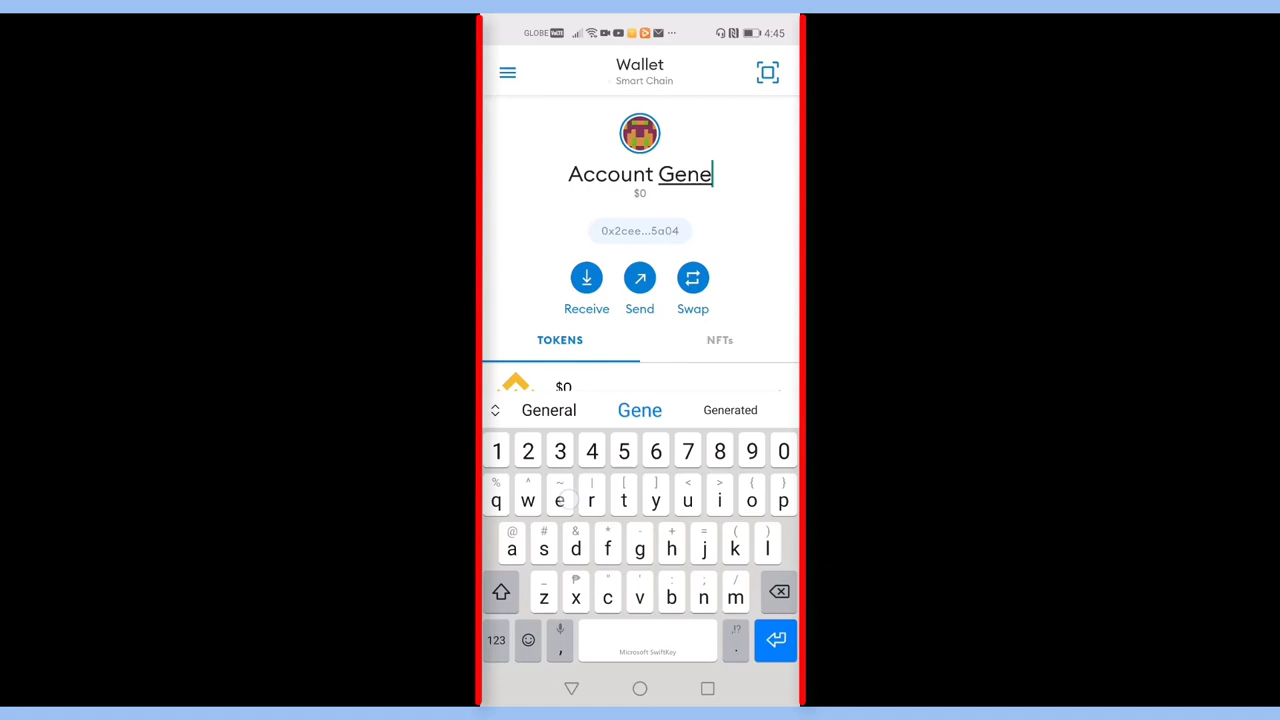 GLOBE VoLTE 4:45
Wallet
Smart Chain
Account Gene
$0
0x2cee...5a04
Receive Send Swap
TOKENS NFTs
$0
General Gene Generated
1 2 3 4 5 6 7 8 9 0
% ^ ~ | [ ] < > { }
q w e r t y u i o p
@ # & * - + = ( )
a s d f g h j k l
_ ₱ " ' : ; /
z x c v b n m
123 , Microsoft SwiftKey ,!? .